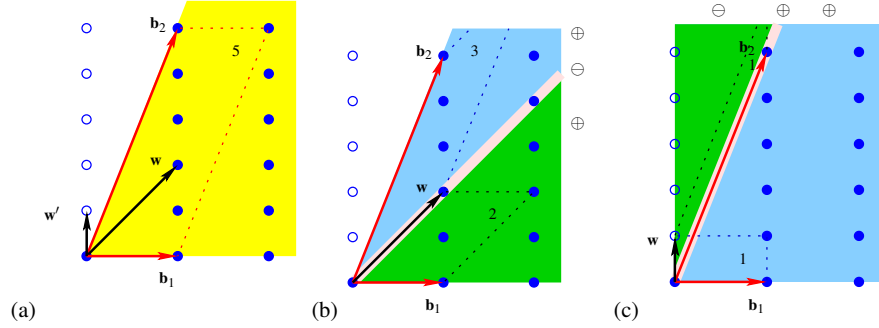 b₂
5
w
w′
b₁
(a)
b₂
3
⊕
⊖
⊕
w
2
b₁
(b)
⊖ ⊕ ⊕
b₂
1
w
1
b₁
(c)